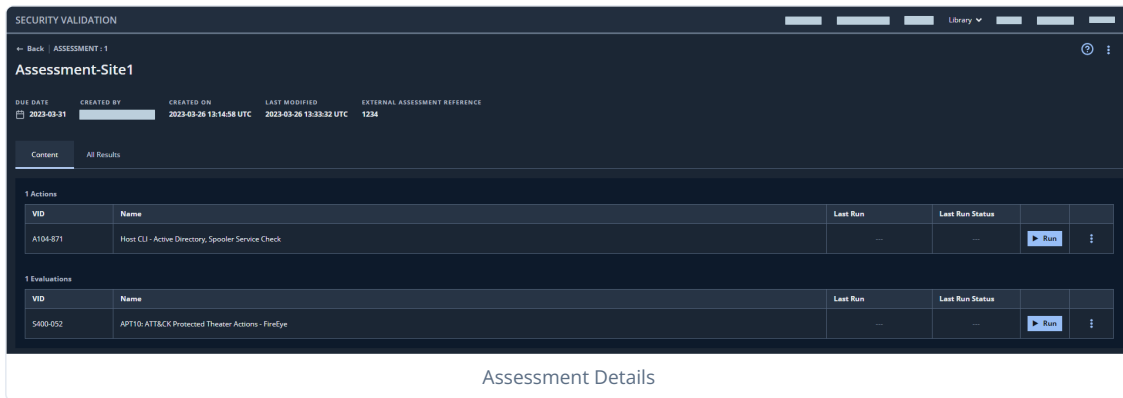 SECURITY VALIDATION
Library
← Back | ASSESSMENT : 1
Assessment-Site1
DUE DATE CREATED BY CREATED ON LAST MODIFIED EXTERNAL ASSESSMENT REFERENCE
2023-03-31 2023-03-26 13:14:58 UTC 2023-03-26 13:33:32 UTC 1234
Content All Results
1 Actions
VID Name Last Run Last Run Status
A104-871 Host CLI - Active Directory, Spooler Service Check --- --- Run
1 Evaluations
VID Name Last Run Last Run Status
S400-052 APT10: ATT&CK Protected Theater Actions - FireEye --- --- Run
Assessment Details